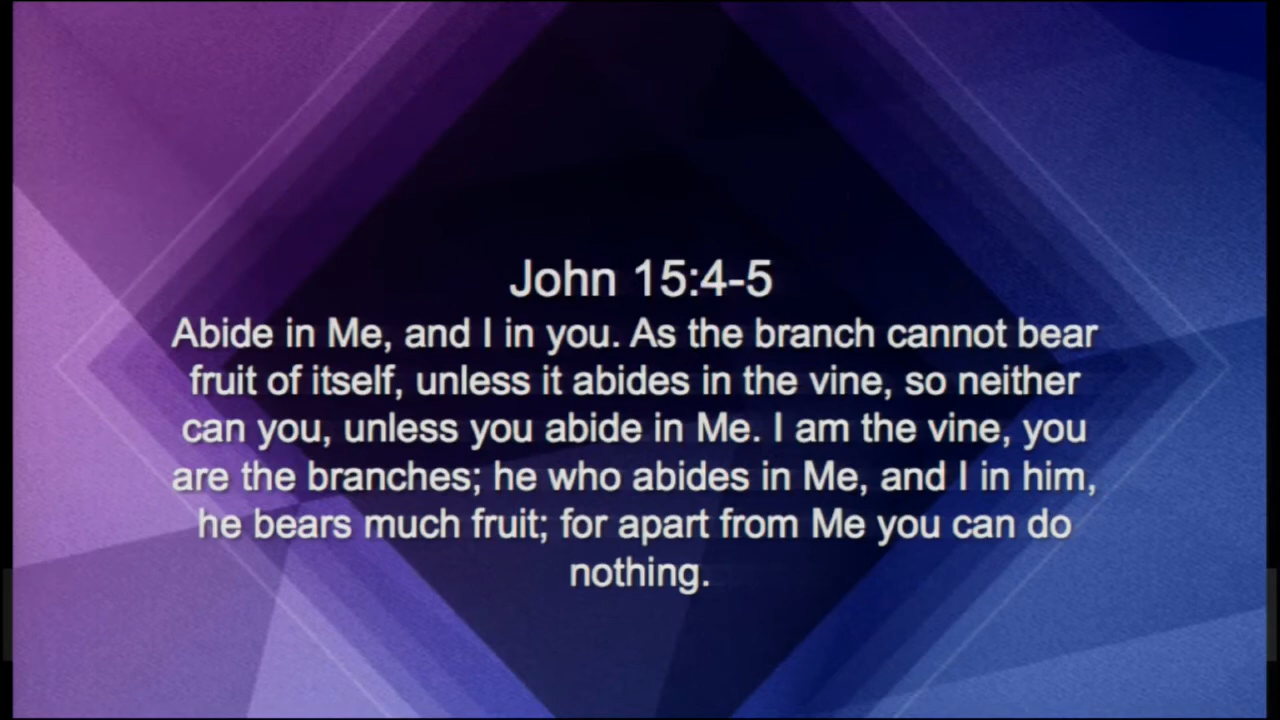 John 15:4-5
Abide in Me, and I in you. As the branch cannot bear
fruit of itself, unless it abides in the vine, so neither
can you, unless you abide in Me. I am the vine, you
are the branches; he who abides in Me, and I in him,
he bears much fruit; for apart from Me you can do
nothing.